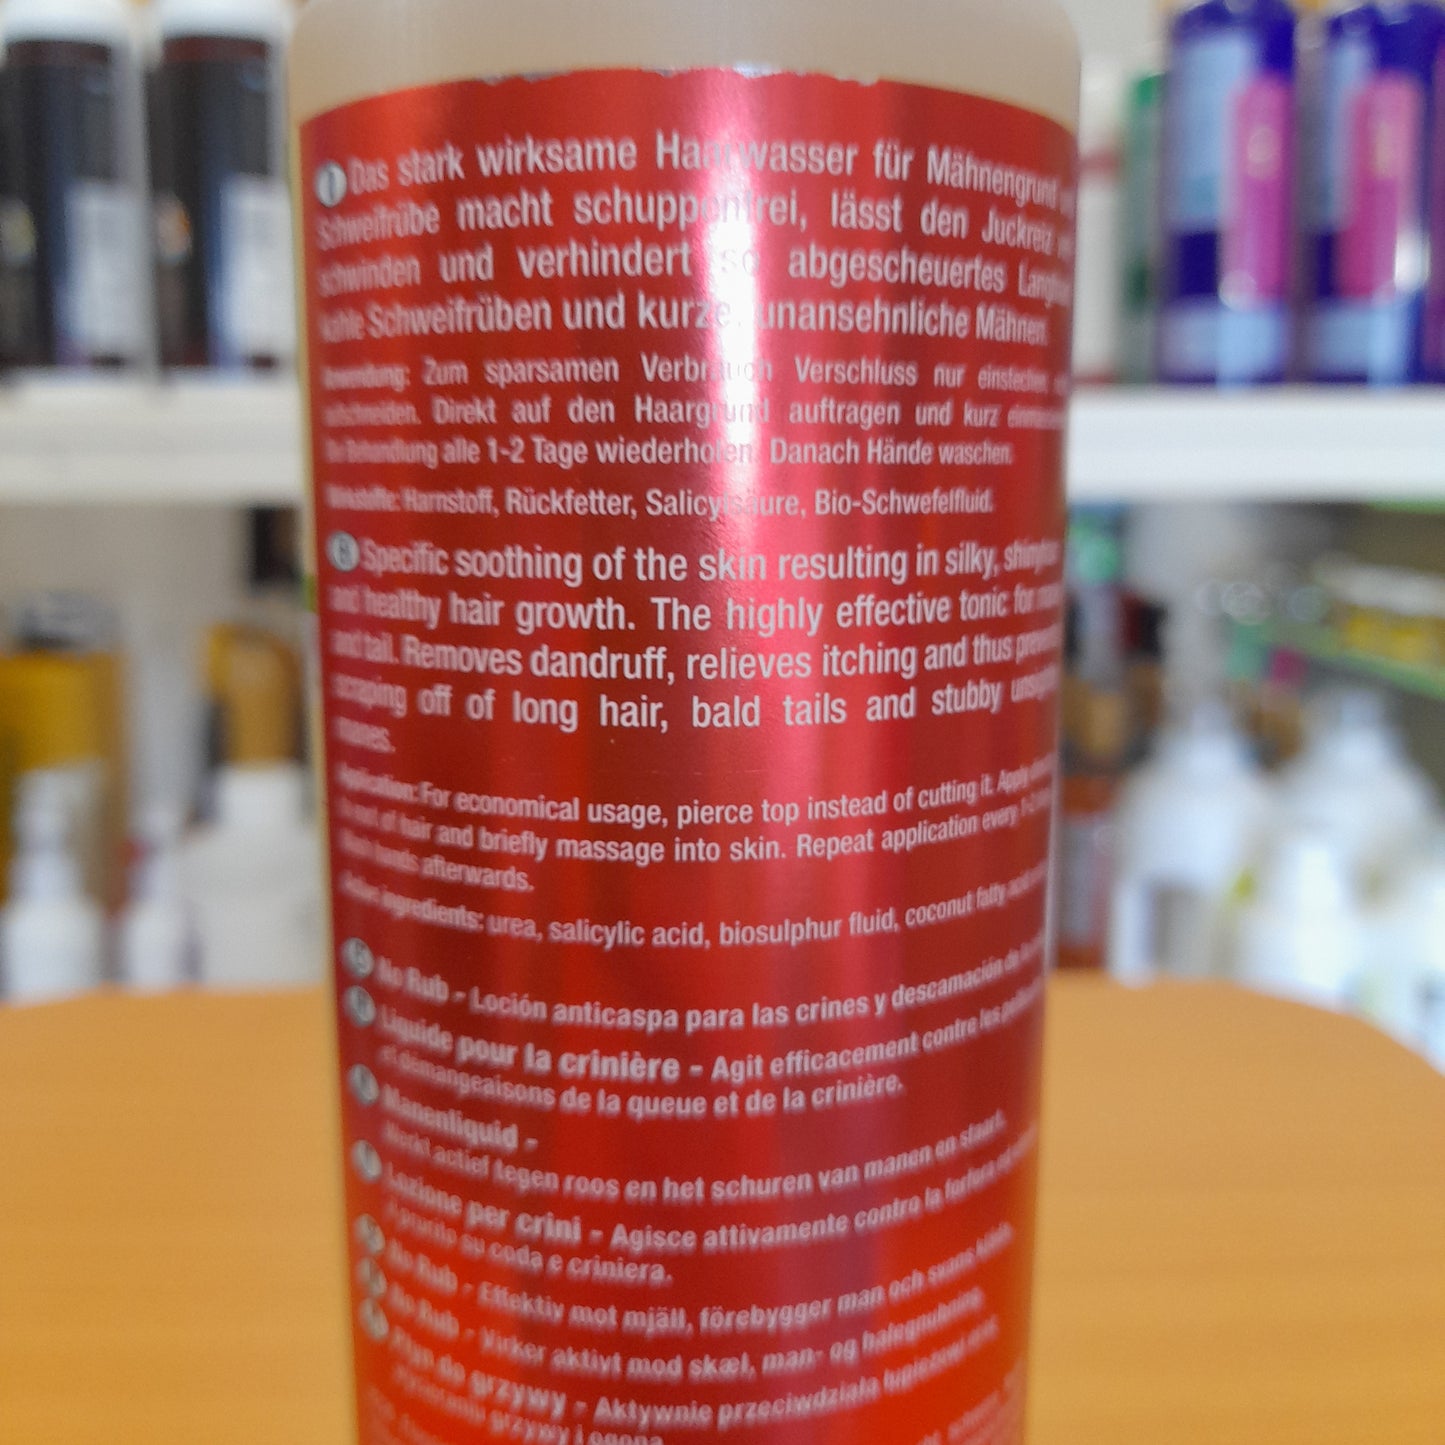 Das stark wirksame Haarwasser für Mähnengrund
Schweifrübe macht schuppenfrei, lässt den Juckreiz
schwinden und verhindert so abgescheuertes
kahle Schweifrüben und kurze, unansehnliche Mähnen.
Anwendung: Zum sparsamen Verbrauch Verschluss nur einstechen
aufschneiden. Direkt auf den Haargrund auftragen und kurz
Die Behandlung alle 1-2 Tage wiederholen. Danach Hände waschen.
Wirkstoffe: Harnstoff, Rückfetter, Salicylsäure, Bio-Schwefelfluid.
Specific soothing of the skin resulting in silky,
and healthy hair growth. The highly effective tonic for
and tail. Removes dandruff, relieves itching and thus
scraping off of long hair, bald tails and stubby
manes.
Application: For economical usage, pierce top instead of cutting it. Apply
of hair and briefly massage into skin. Repeat application every
hands afterwards.
Active ingredients: urea, salicylic acid, biosulphur fluid, coconut fatty
No Rub - Loción anticaspa para las crines y descamación de
Liquide pour la crinière - Agit efficacement contre les
et démangeaisons de la queue et de la crinière.
Manenliquid -
Werkt actief tegen roos en het schuren van manen en staart.
Lozione per crini - Agisce attivamente contro la forfora
il prurito su coda e criniera.
No Rub - Effektiv mot mjäll, förebygger man och svans
No Rub - Virker aktivt mod skæl, man- og halegnubning.
Płyn do grzywy - Aktywnie przeciwdziała
grzywy i ogona